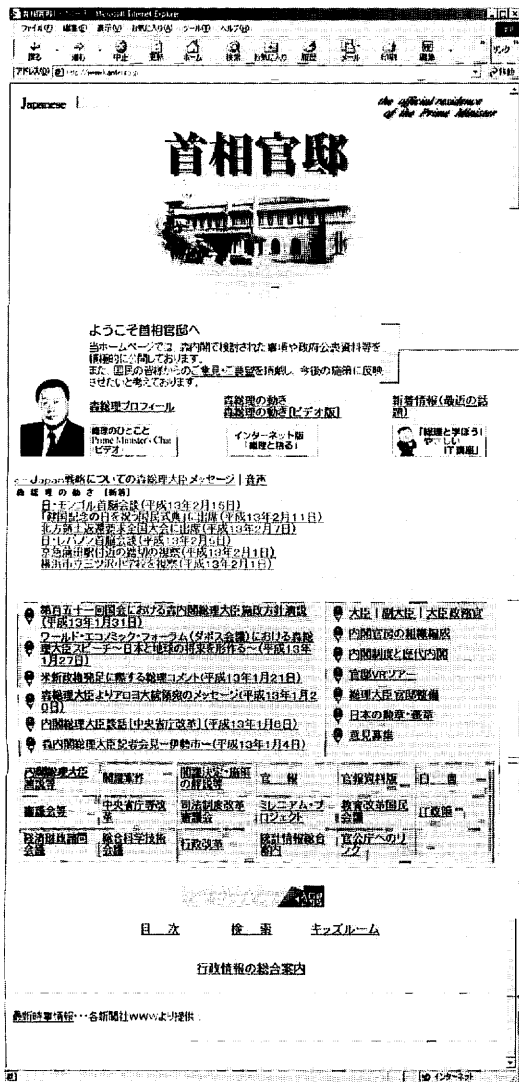 ファイル(F) 編集(E) 表示(V) お気に入り(A) ツール(T) ヘルプ(H)
戻る 進む 中止 更新 ホーム 検索 お気に入り 履歴 メール 印刷 編集 リンク
アドレス(D) 移動
Japanese
the official residence
of the Prime Minister
首相官邸
ようこそ首相官邸へ
当ホームページでは、森内閣で検討された事項や政府公表資料等を
積極的に公開しております。
また、国民の皆様からのご意見・ご要望を頂戴し、今後の施策に反映
させたいと考えております。
森総理プロフィール
森総理の動き
森総理の動き[ビデオ版]
新着情報(最近の話
題)
総理のひとこと
Prime Minister's Chat
ビデオ
インターネット版
「総理と語る」
「総理と学ぼう!
やさしい
IT講座」
e-Japan戦略についての森総理大臣メッセージ | 音声
森総理の動き [新着]
日・モンゴル首脳会談(平成13年2月15日)
「建国記念の日を祝う国民式典」に出席(平成13年2月11日)
北方領土返還要求全国大会に出席(平成13年2月7日)
日・レバノン首脳会談(平成13年2月5日)
京急蒲田駅付近の踏切の視察(平成13年2月1日)
横浜市立三ツ沢小学校を視察(平成13年2月1日)
第百五十一回国会における森内閣総理大臣施政方針演説
(平成13年1月31日)
ワールド・エコノミック・フォーラム(ダボス会議)における森総
理大臣スピーチ~日本と地球の将来を形作る~(平成13年
1月27日)
米新政権発足に際する総理コメント(平成13年1月21日)
森総理大臣よりアロヨ大統領宛のメッセージ(平成13年1月2
0日)
内閣総理大臣談話[中央省庁改革](平成13年1月6日)
森内閣総理大臣記者会見-伊勢市-(平成13年1月4日)
大臣 | 副大臣 | 大臣政務官
内閣官房の組織編成
内閣制度と歴代内閣
官邸VRツアー
総理大臣官邸整備
日本の勲章・褒章
意見募集
内閣総理大臣
演説等
閣議案件
閣議決定・施策
の解説等
官 報
官報資料版
白 書
審議会等
中央省庁等改
革
司法制度改革
審議会
ミレニアム・プ
ロジェクト
教育改革国民
会議
IT政策
経済財政諮問
会議
総合科学技術
会議
行政改革
統計情報総合
案内
官公庁へのリ
ンク
目 次 検 索 キッズルーム
行政情報の総合案内
最新時事情報・・・各新聞社WWWより提供
インターネット